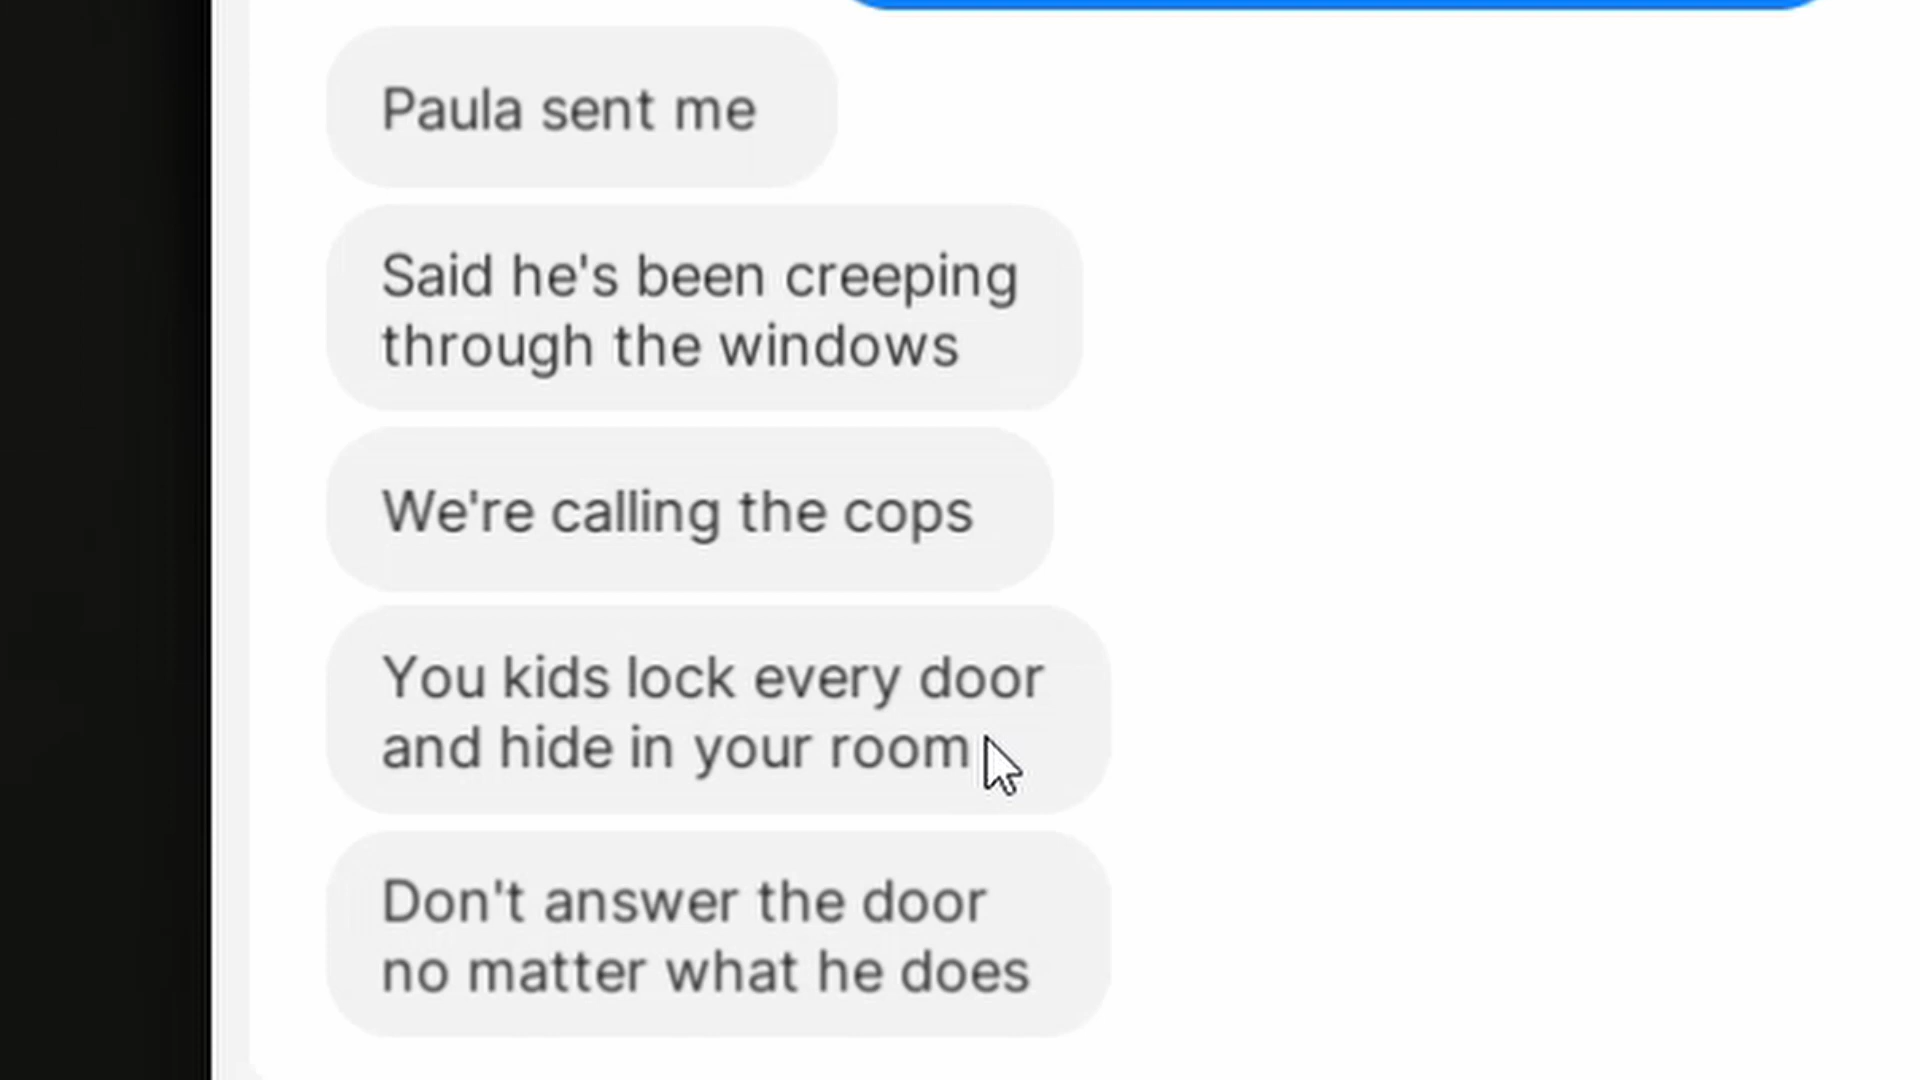 Paula sent me
Said he's been creeping
through the windows
We're calling the cops
You kids lock every door
and hide in your room
Don't answer the door
no matter what he does